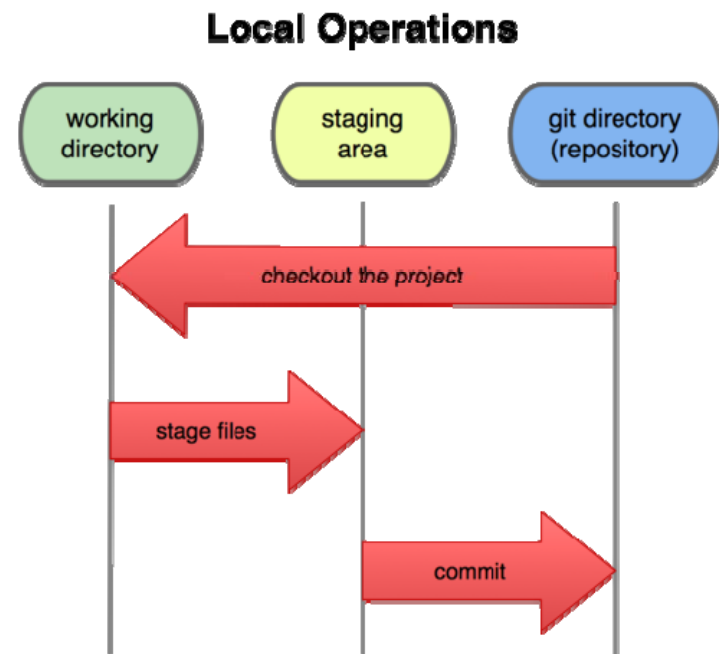 Local Operations
working
directory
staging
area
git directory
(repository)
checkout the project
stage files
commit